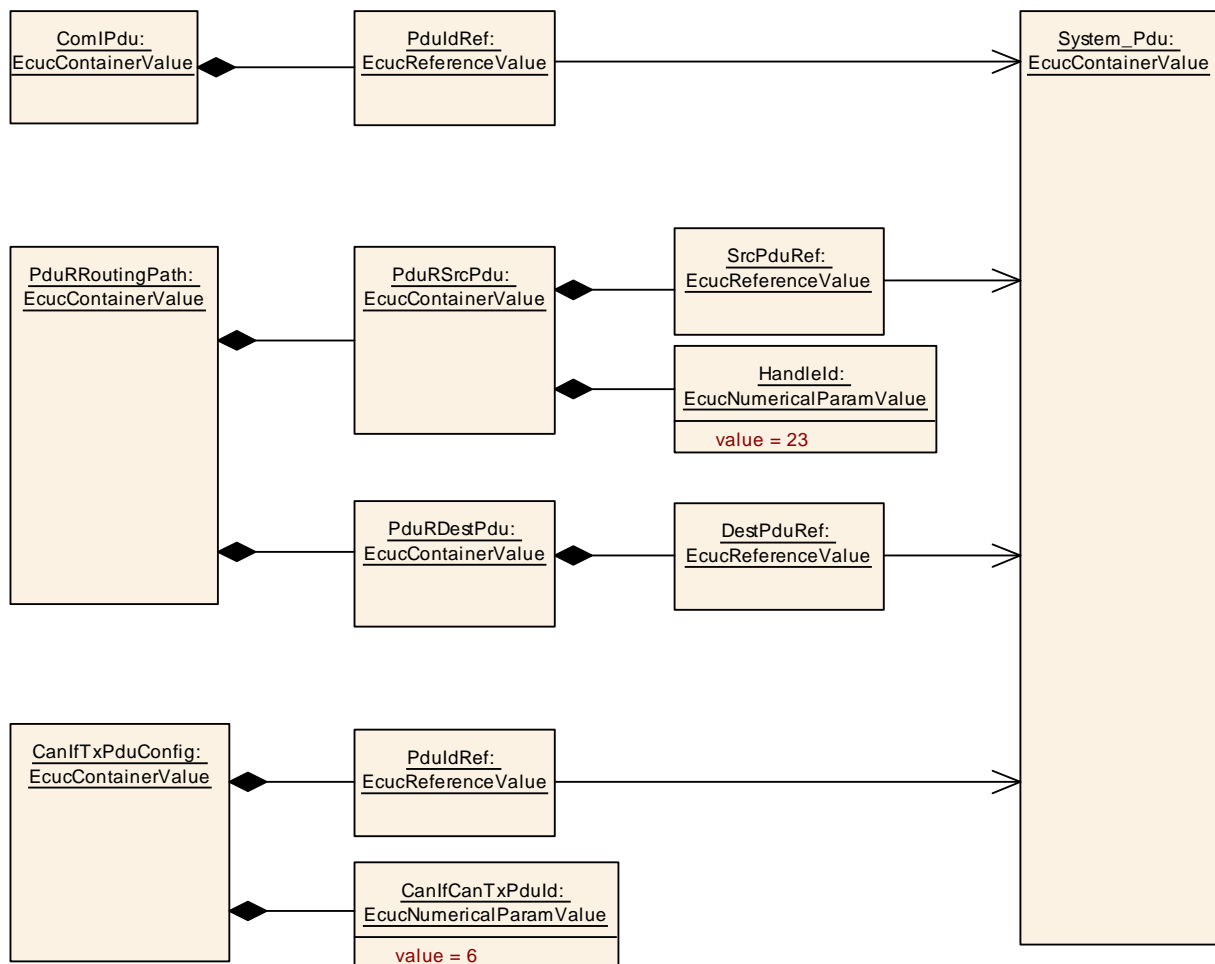 ComIPdu:
EcucContainerValue
PduIdRef:
EcucReferenceValue
System_Pdu:
EcucContainerValue
PduRRoutingPath:
EcucContainerValue
PduRSrcPdu:
EcucContainerValue
SrcPduRef:
EcucReferenceValue
HandleId:
EcucNumericalParamValue
value = 23
PduRDestPdu:
EcucContainerValue
DestPduRef:
EcucReferenceValue
CanIfTxPduConfig:
EcucContainerValue
PduIdRef:
EcucReferenceValue
CanIfCanTxPduId:
EcucNumericalParamValue
value = 6